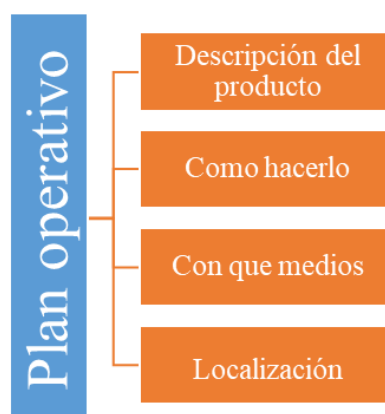 Plan operativo
Descripción del
producto
Como hacerlo
Con que medios
Localización